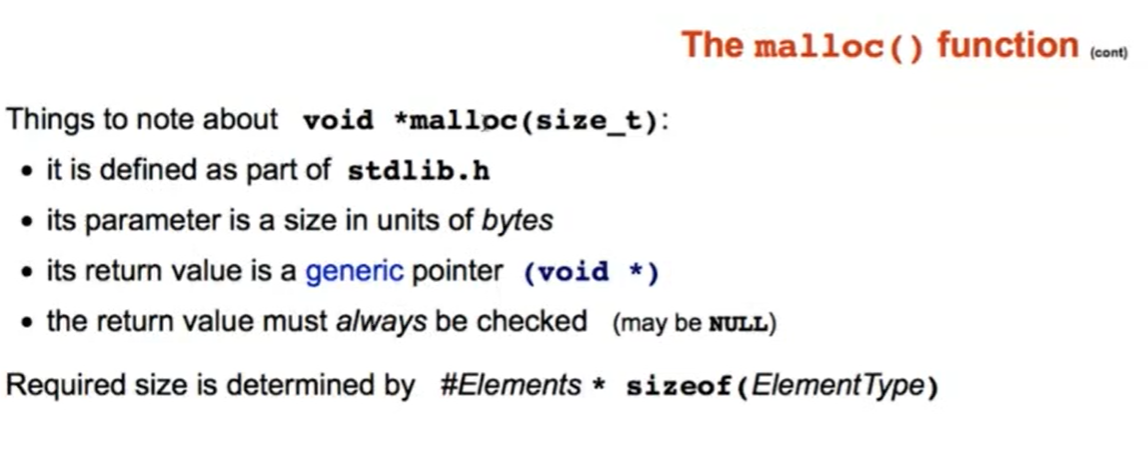 The malloc() function (cont)
Things to note about void *malloc(size_t):
• it is defined as part of stdlib.h
• its parameter is a size in units of bytes
• its return value is a generic pointer (void *)
• the return value must always be checked (may be NULL)
Required size is determined by #Elements * sizeof(ElementType)